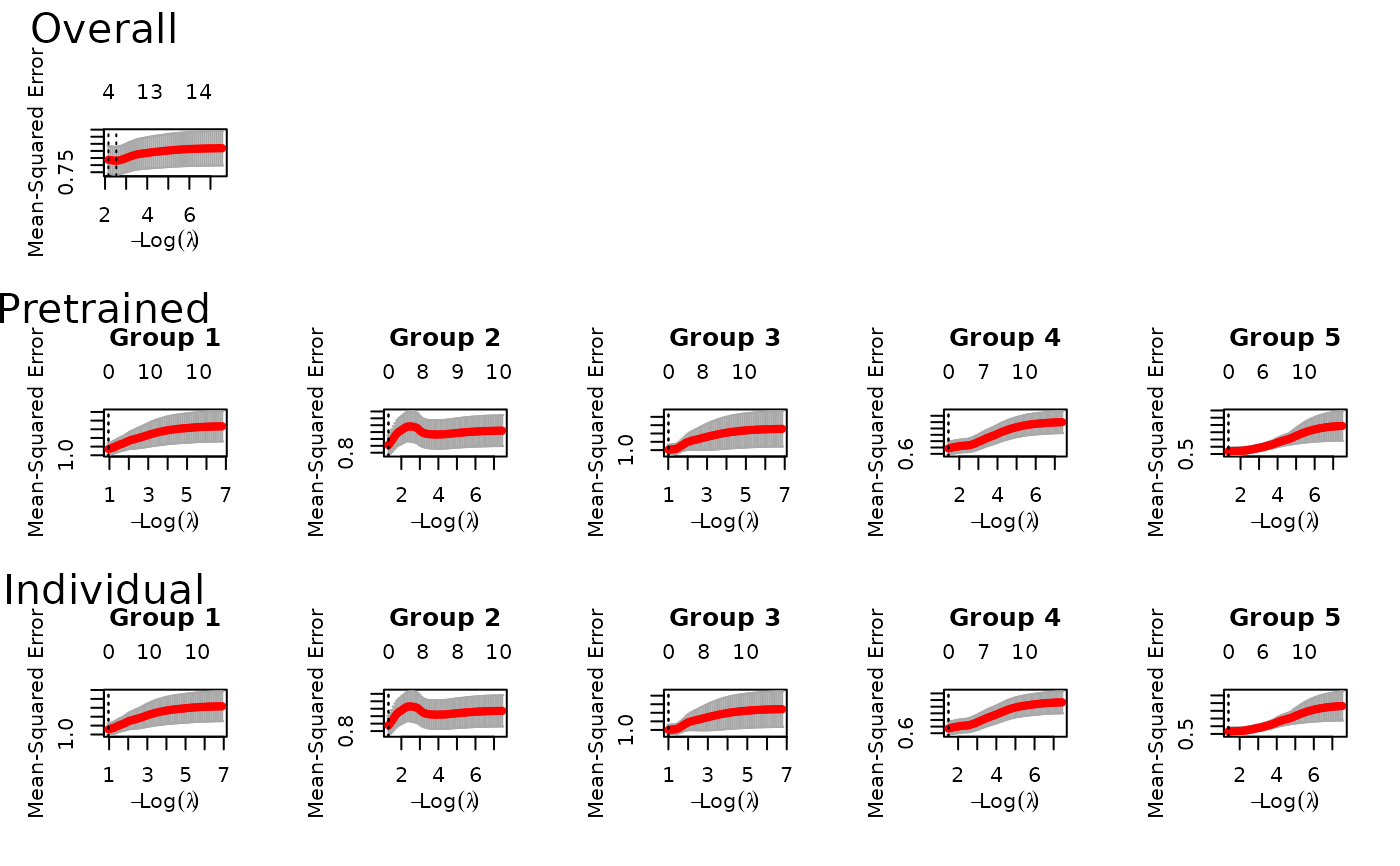 Overall
Mean-Squared Error
4 13 14
0.75
2 4 6
−Log(λ)
Pretrained
Group 1
Mean-Squared Error
0 10 10
1.0
1 3 5 7
−Log(λ)
Group 2
Mean-Squared Error
0 8 9 10
0.8
2 4 6
−Log(λ)
Group 3
Mean-Squared Error
0 8 10
1.0
1 3 5 7
−Log(λ)
Group 4
Mean-Squared Error
0 7 10
0.6
2 4 6
−Log(λ)
Group 5
Mean-Squared Error
0 6 10
0.5
2 4 6
−Log(λ)
Individual
Group 1
Mean-Squared Error
0 10 10
1.0
1 3 5 7
−Log(λ)
Group 2
Mean-Squared Error
0 8 8 10
0.8
2 4 6
−Log(λ)
Group 3
Mean-Squared Error
0 8 10
1.0
1 3 5 7
−Log(λ)
Group 4
Mean-Squared Error
0 7 10
0.6
2 4 6
−Log(λ)
Group 5
Mean-Squared Error
0 6 10
0.5
2 4 6
−Log(λ)